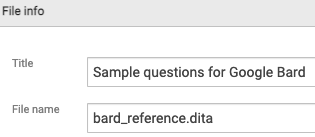 File info
Title
Sample questions for Google Bard
File name
bard_reference.dita